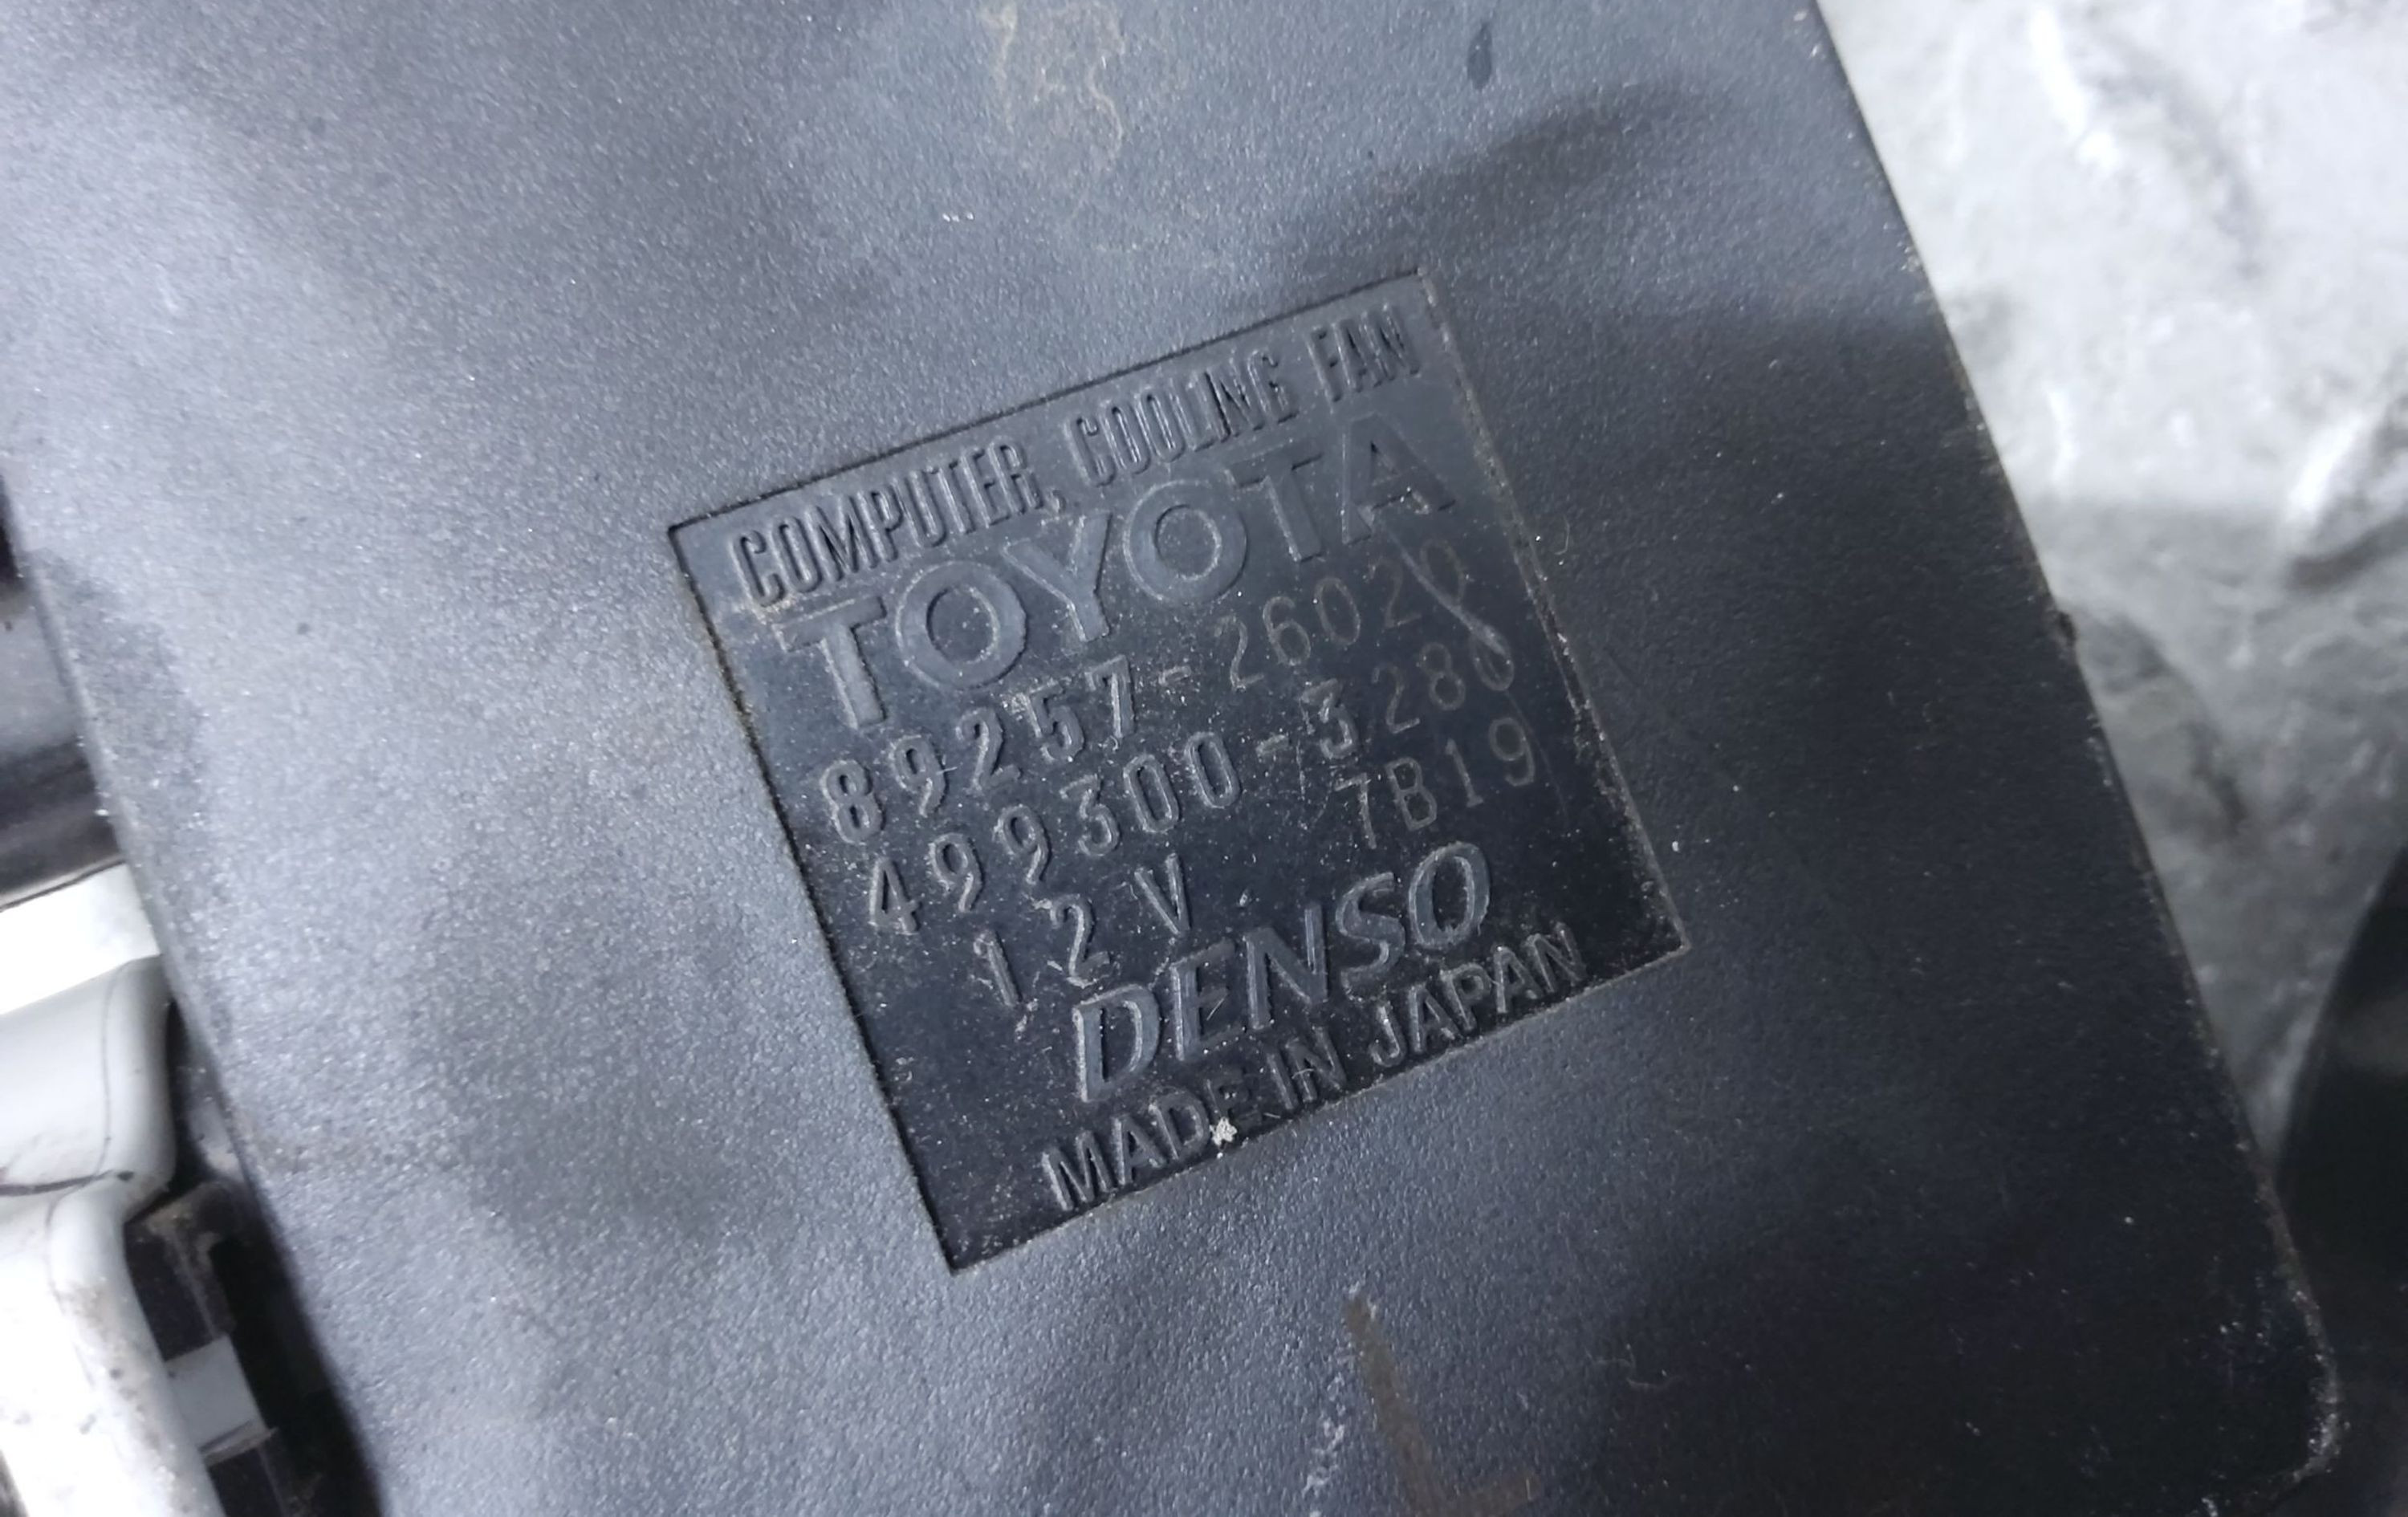 COMPUTER, COOLING FAN
TOYOTA
89257-26020
499300-3280
12V 7B19
DENSO
MADE IN JAPAN